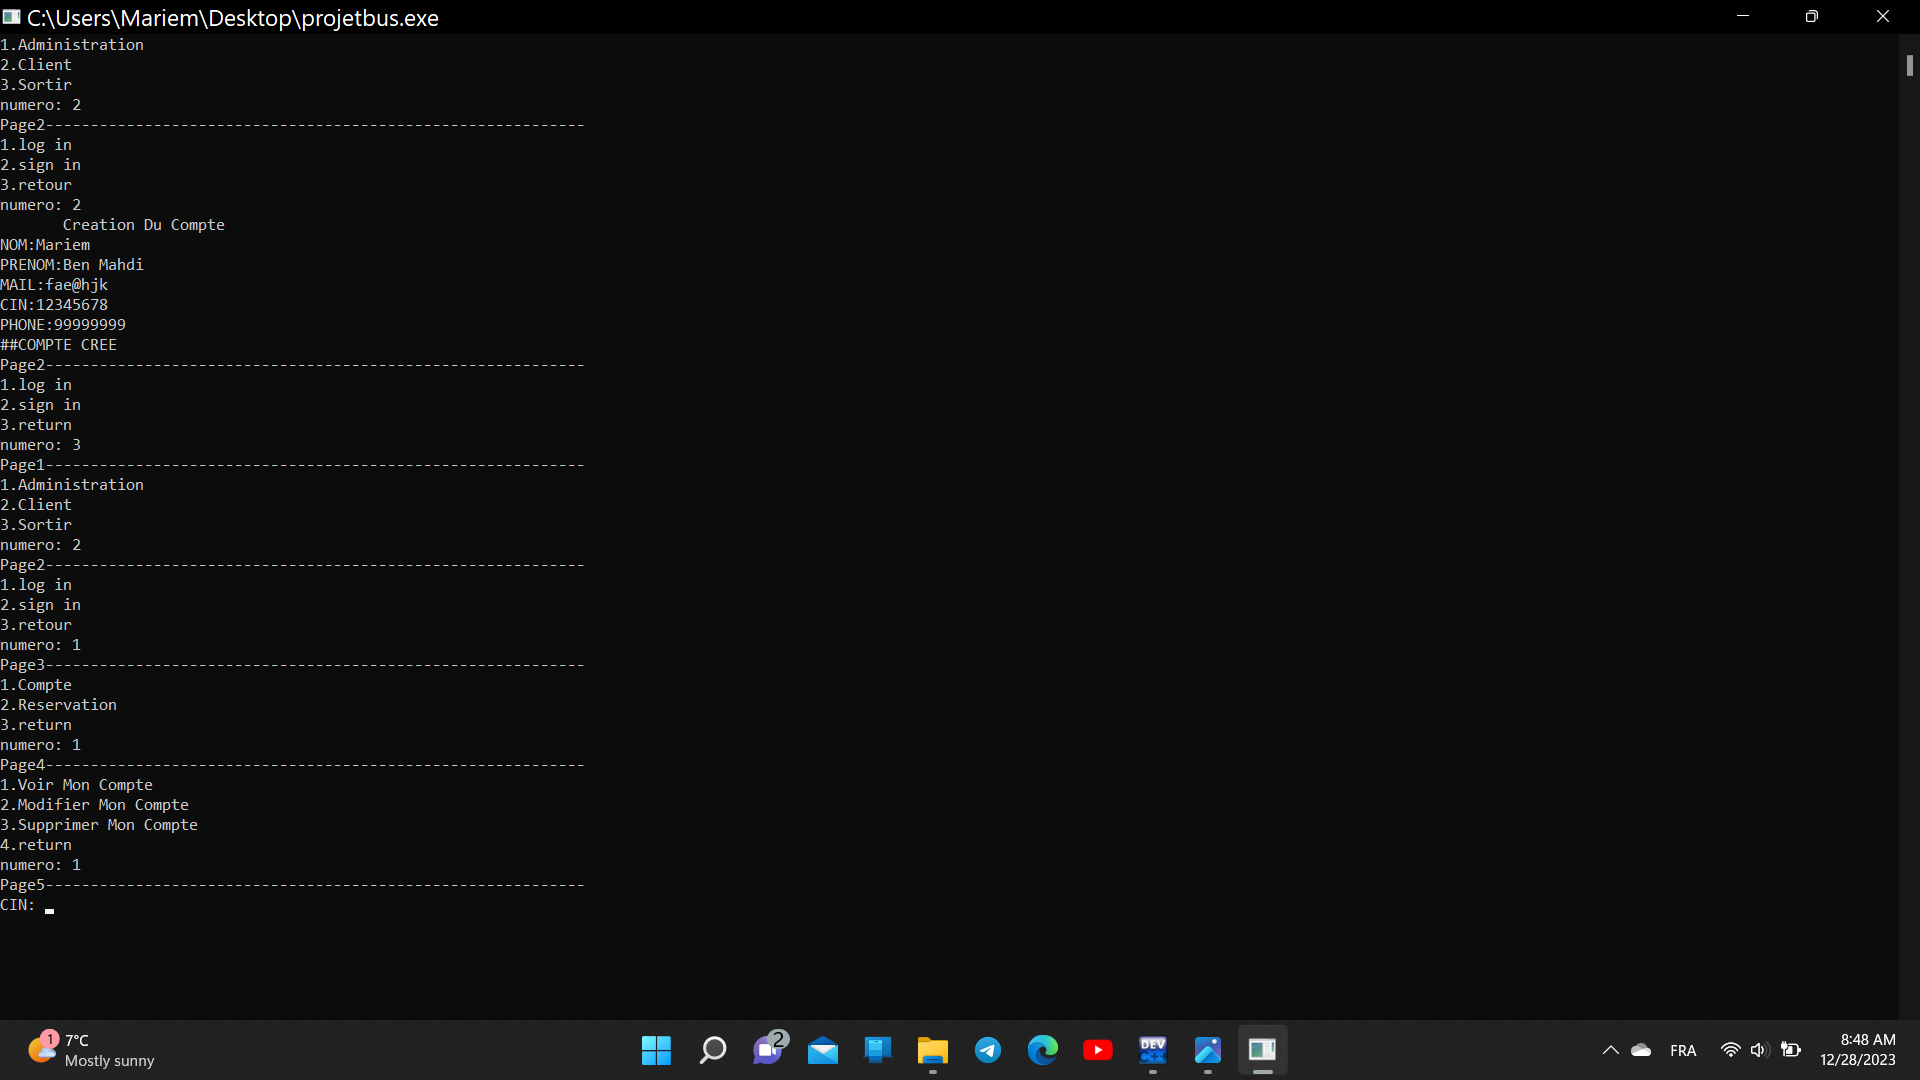 C:\Users\Mariem\Desktop\projetbus.exe
1.Administration
2.Client
3.Sortir
numero: 2
Page2------------------------------------------------------------
1.log in
2.sign in
3.retour
numero: 2
Creation Du Compte
NOM:Mariem
PRENOM:Ben Mahdi
MAIL:fae@hjk
CIN:12345678
PHONE:99999999
##COMPTE CREE
Page2------------------------------------------------------------
1.log in
2.sign in
3.return
numero: 3
Page1------------------------------------------------------------
1.Administration
2.Client
3.Sortir
numero: 2
Page2------------------------------------------------------------
1.log in
2.sign in
3.retour
numero: 1
Page3------------------------------------------------------------
1.Compte
2.Reservation
3.return
numero: 1
Page4------------------------------------------------------------
1.Voir Mon Compte
2.Modifier Mon Compte
3.Supprimer Mon Compte
4.return
numero: 1
Page5------------------------------------------------------------
CIN:
1
7°C
Mostly sunny
2
DEV
C++
FRA
8:48 AM
12/28/2023